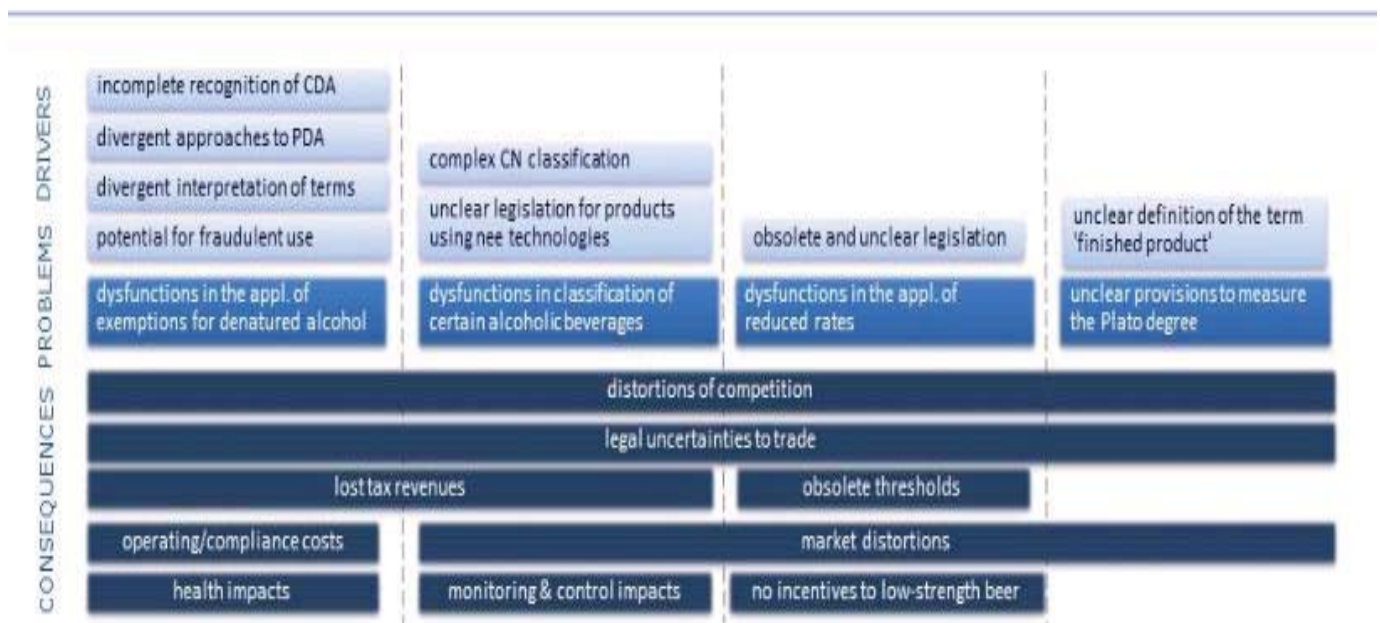 DRIVERS
incomplete recognition of CDA
divergent approaches to PDA
divergent interpretation of terms
potential for fraudulent use
complex CN classification
unclear legislation for products
using nee technologies
obsolete and unclear legislation
unclear definition of the term
'finished product'
PROBLEMS
dysfunctions in the appl. of
exemptions for denatured alcohol
dysfunctions in classification of
certain alcoholic beverages
dysfunctions in the appl. of
reduced rates
unclear provisions to measure
the Plato degree
CONSEQUENCES
distortions of competition
legal uncertainties to trade
lost tax revenues
obsolete thresholds
operating/compliance costs
market distortions
health impacts
monitoring & control impacts
no incentives to low-strength beer